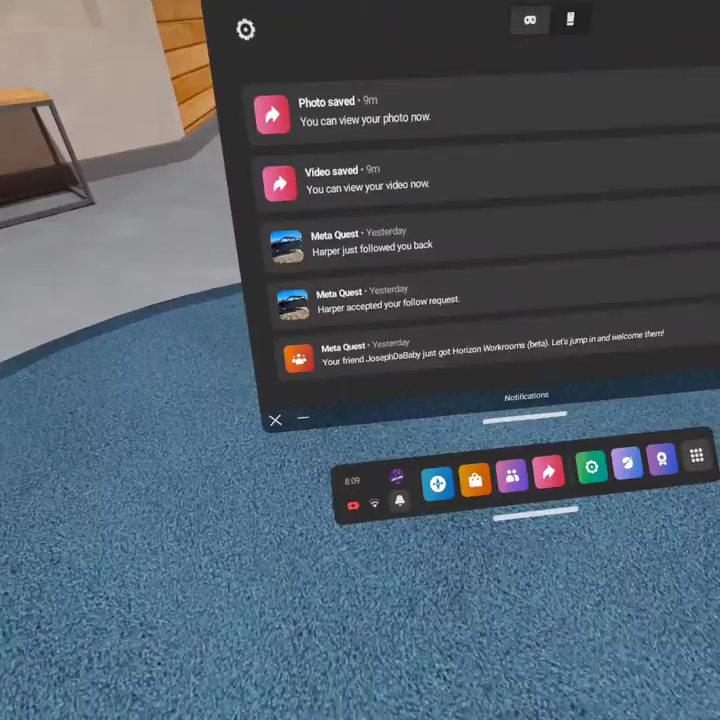 Photo saved • 9m
You can view your photo now.
Video saved • 9m
You can view your video now.
Meta Quest • Yesterday
Harper just followed you back
Meta Quest • Yesterday
Harper accepted your follow request.
Meta Quest • Yesterday
Your friend JosephDaBaby just got Horizon Workrooms (beta). Let's jump in and welcome them!
Notifications
8:09